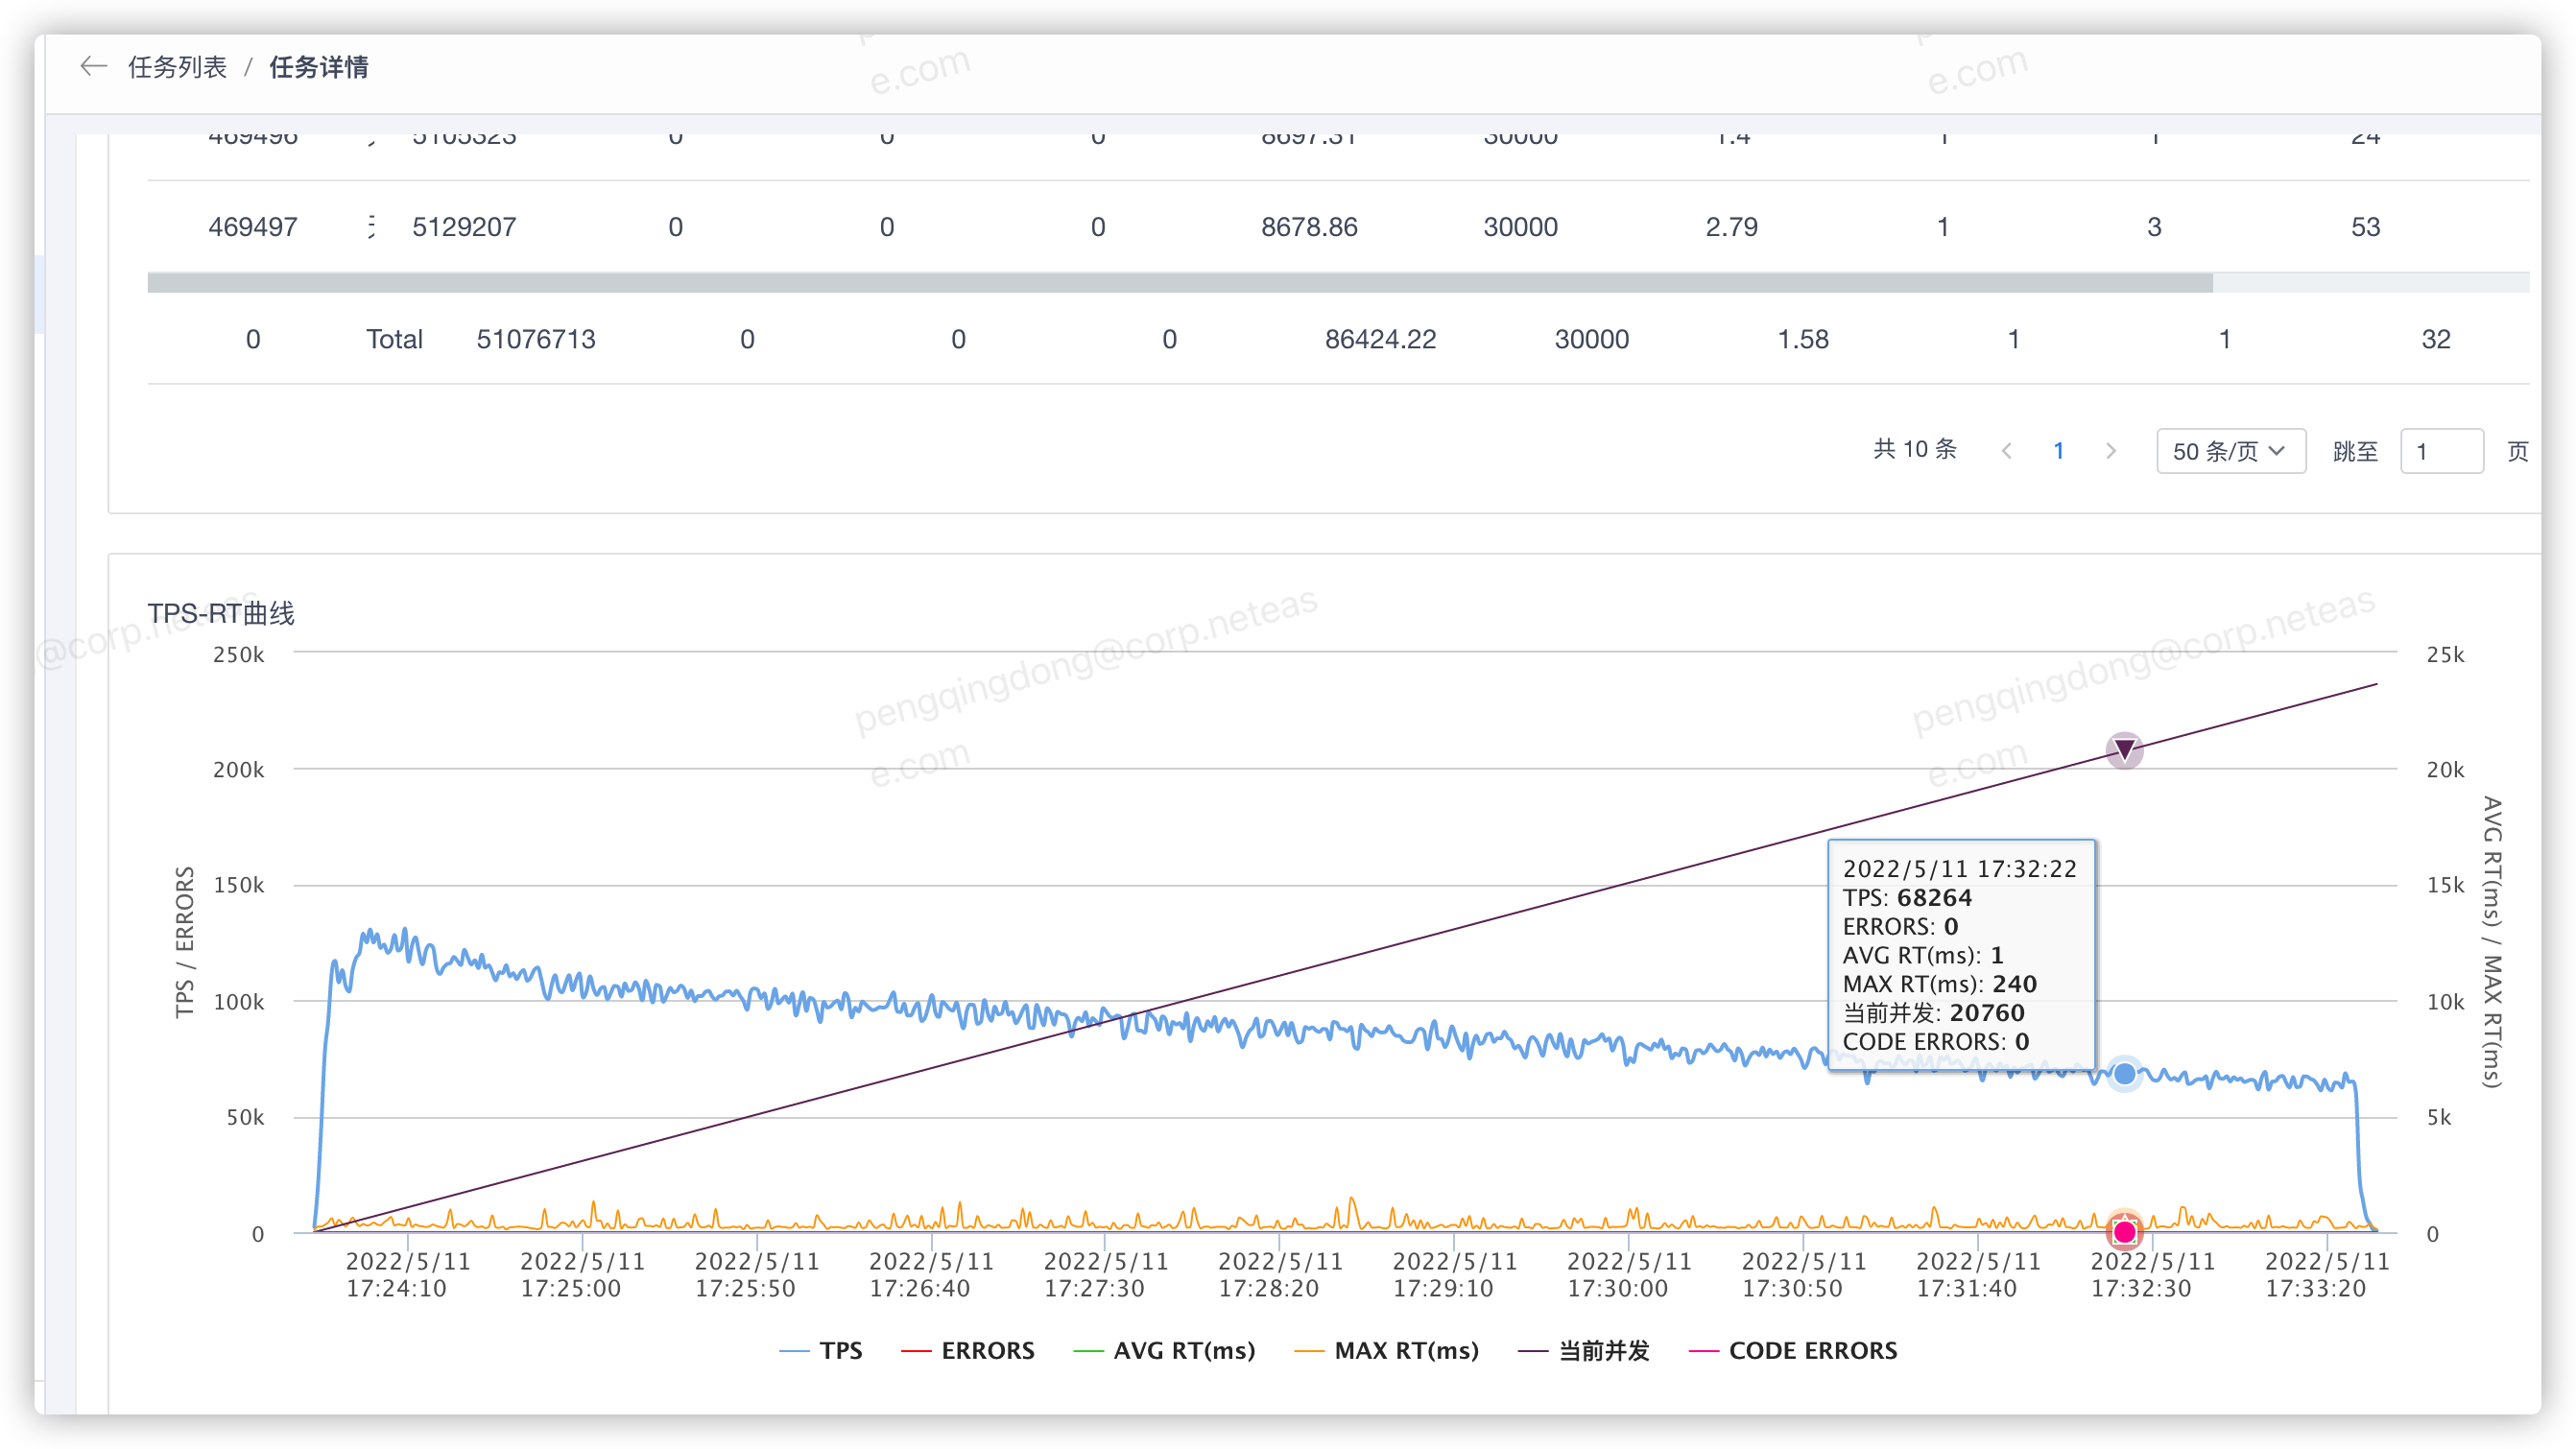 任务列表 / 任务详情
e.com e.com
469496 5105323 0 0 0 8697.31 30000 1.4 1 1 24
469497 5129207 0 0 0 8678.86 30000 2.79 1 3 53
0 Total 51076713 0 0 0 86424.22 30000 1.58 1 1 32
共 10 条 1 50 条/页 跳至 1 页
TPS-RT曲线
@corp.neteas pengqingdong@corp.neteas pengqingdong@corp.neteas
e.com e.com
250k
200k
150k
100k
50k
0
TPS / ERRORS
25k
20k
15k
10k
5k
0
AVG RT(ms) / MAX RT(ms)
2022/5/11 17:32:22
TPS: 68264
ERRORS: 0
AVG RT(ms): 1
MAX RT(ms): 240
当前并发: 20760
CODE ERRORS: 0
2022/5/11 2022/5/11 2022/5/11 2022/5/11 2022/5/11 2022/5/11 2022/5/11 2022/5/11 2022/5/11 2022/5/11 2022/5/11 2022/5/11
17:24:10 17:25:00 17:25:50 17:26:40 17:27:30 17:28:20 17:29:10 17:30:00 17:30:50 17:31:40 17:32:30 17:33:20
TPS ERRORS AVG RT(ms) MAX RT(ms) 当前并发 CODE ERRORS